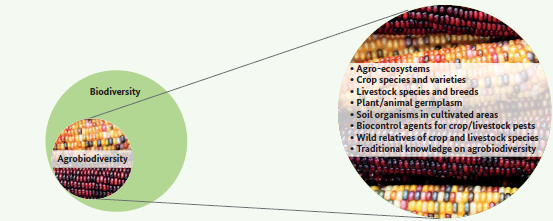 Biodiversity
Agrobiodiversity
• Agro-ecosystems
• Crop species and varieties
• Livestock species and breeds
• Plant/animal germplasm
• Soil organisms in cultivated areas
• Biocontrol agents for crop/livestock pests
• Wild relatives of crop and livestock species
• Traditional knowledge on agrobiodiversity